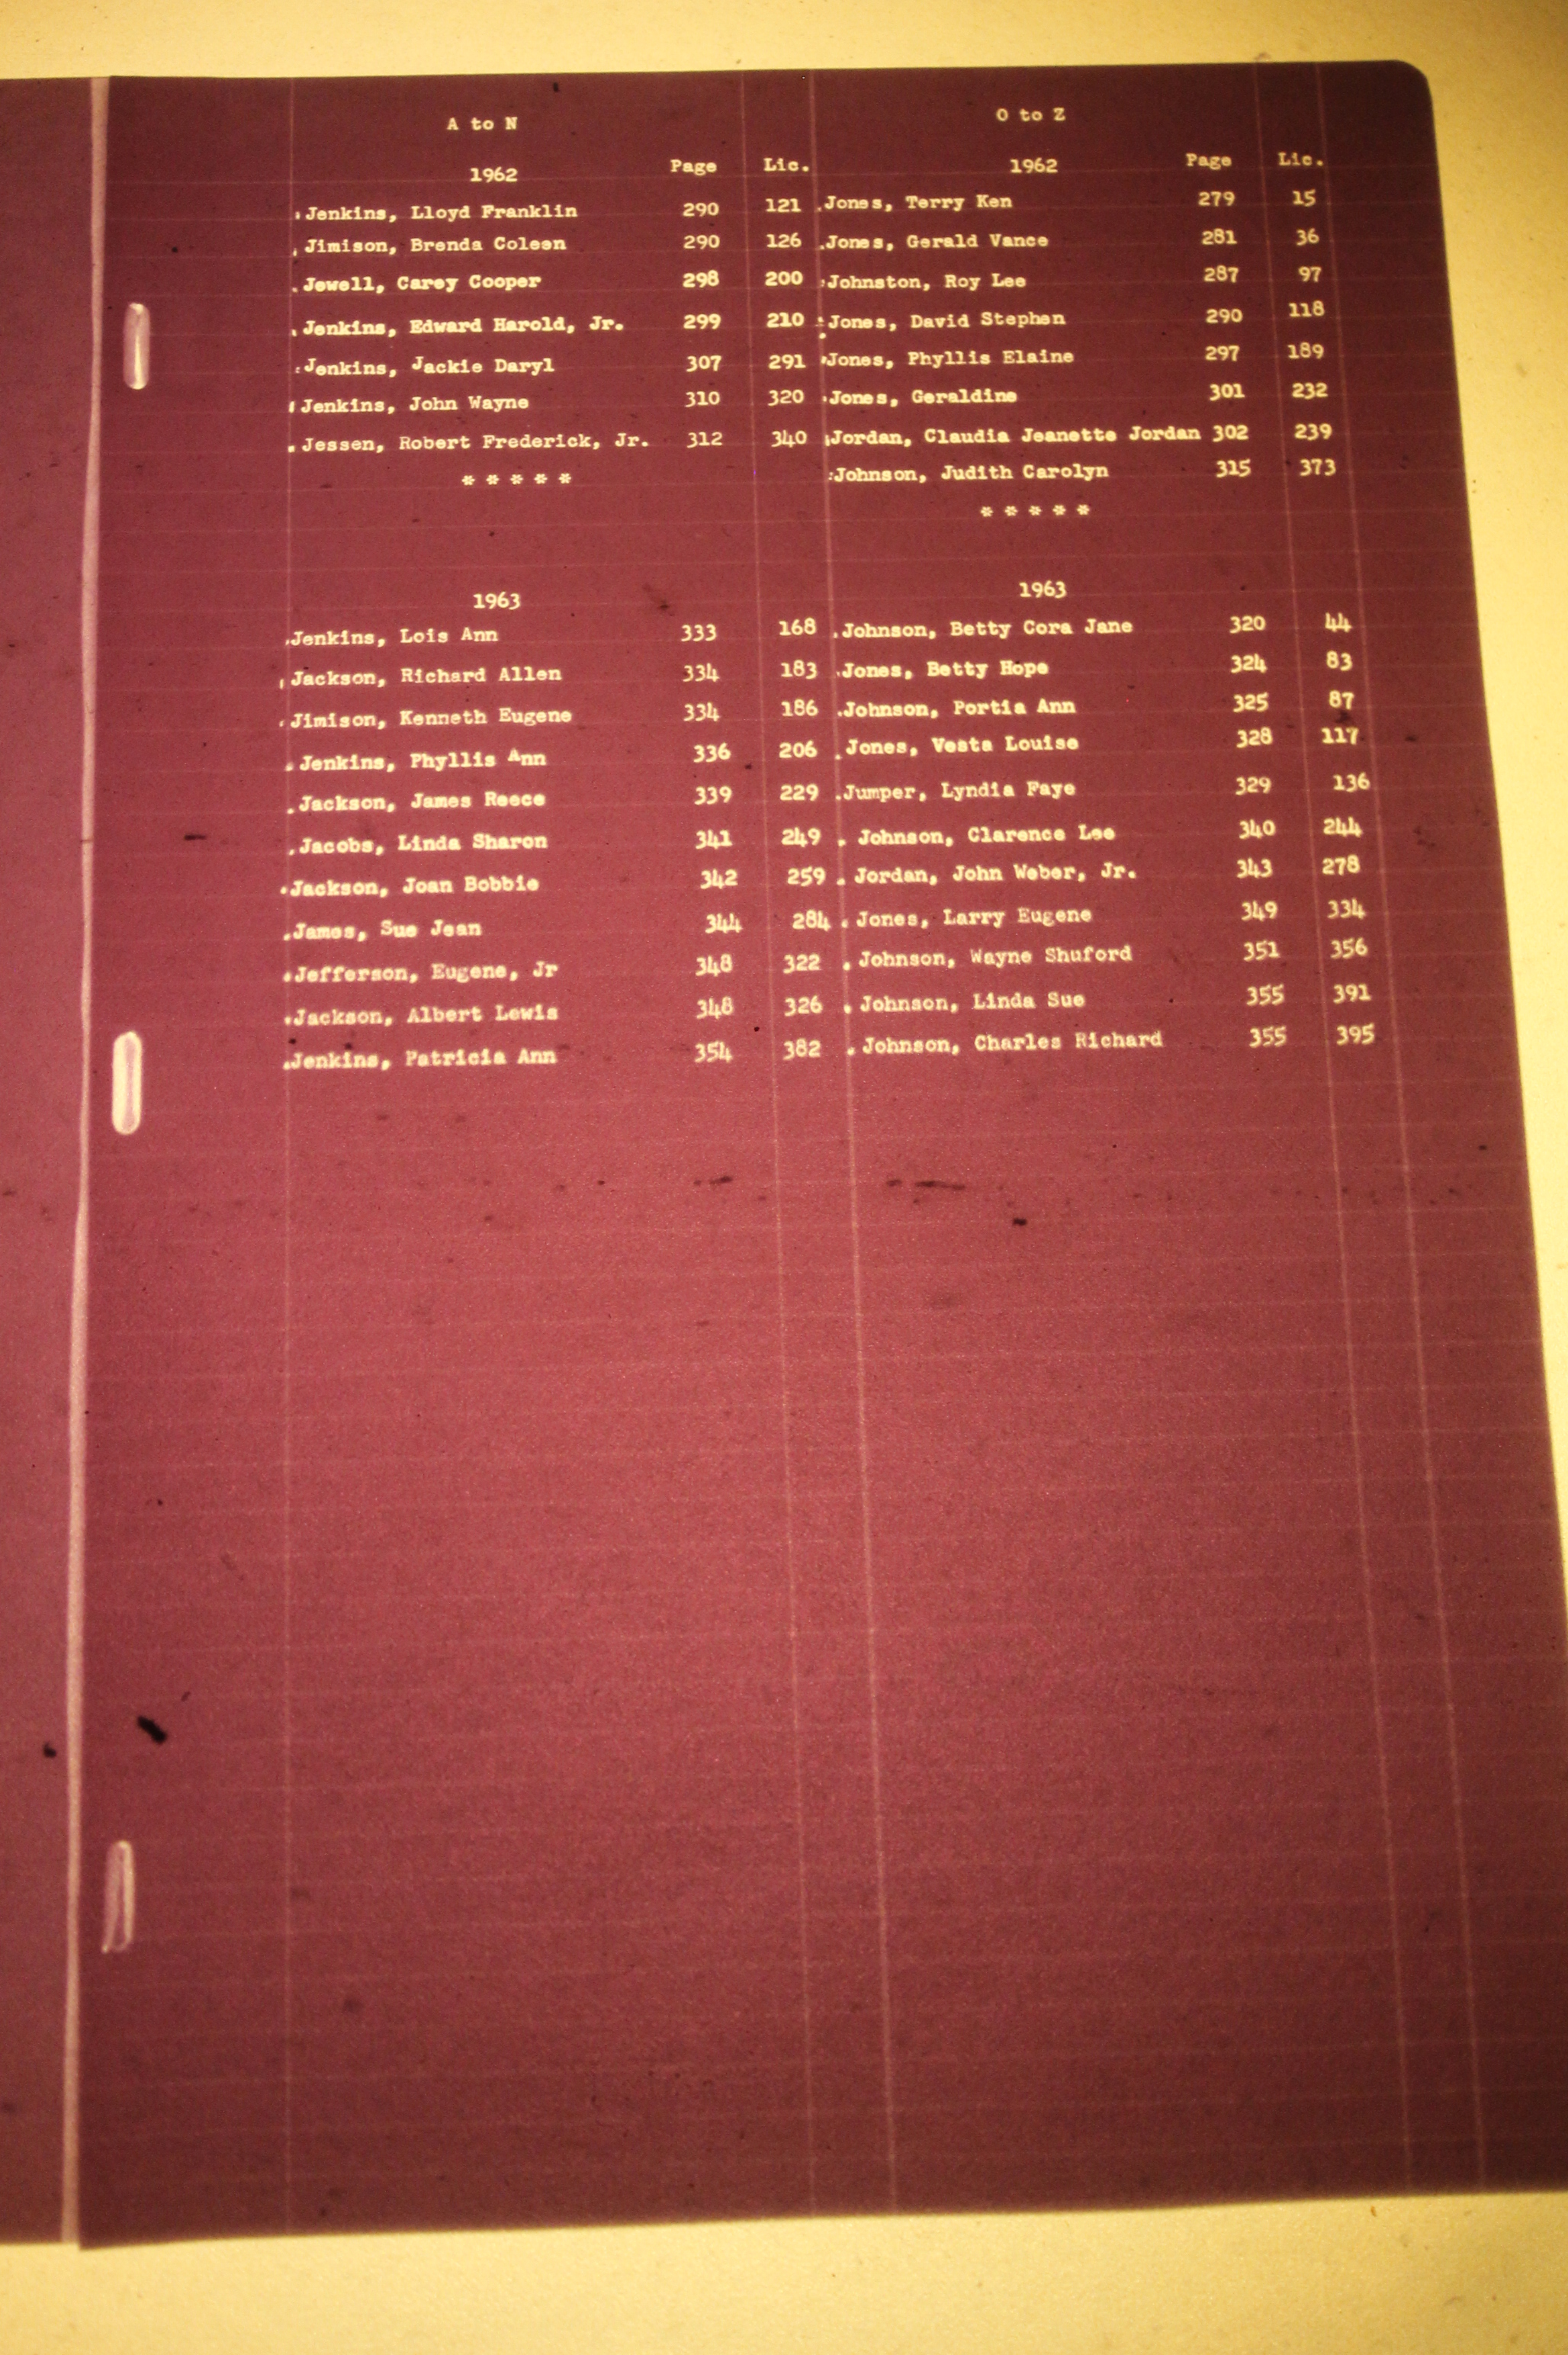 A to N O to Z
1962 Page Lic. 1962 Page Lic.
Jenkins, Lloyd Franklin 290 121 Jones, Terry Ken 279 15
Jimison, Brenda Coleen 290 126 Jones, Gerald Vance 281 36
Jewell, Carey Cooper 298 200 Johnston, Roy Lee 287 97
Jenkins, Edward Harold, Jr. 299 210 Jones, David Stephen 290 118
Jenkins, Jackie Daryl 307 291 Jones, Phyllis Elaine 297 189
Jenkins, John Wayne 310 320 Jones, Geraldine 301 232
Jessen, Robert Frederick, Jr. 312 340 Jordan, Claudia Jeanette Jordan 302 239
* * * * * Johnson, Judith Carolyn 315 373
* * * * *
1963 1963
Jenkins, Lois Ann 333 168 Johnson, Betty Cora Jane 320 44
Jackson, Richard Allen 334 183 Jones, Betty Hope 324 83
Jimison, Kenneth Eugene 334 186 Johnson, Portia Ann 325 87
Jenkins, Phyllis Ann 336 206 Jones, Vesta Louise 328 117
Jackson, James Reece 339 229 Jumper, Lyndia Faye 329 136
Jacobs, Linda Sharon 341 249 Johnson, Clarence Lee 340 244
Jackson, Joan Bobbie 342 259 Jordan, John Weber, Jr. 343 278
James, Sue Jean 344 284 Jones, Larry Eugene 349 334
Jefferson, Eugene, Jr 348 322 Johnson, Wayne Shuford 351 356
Jackson, Albert Lewis 348 326 Johnson, Linda Sue 355 391
Jenkins, Patricia Ann 354 382 Johnson, Charles Richard 355 395